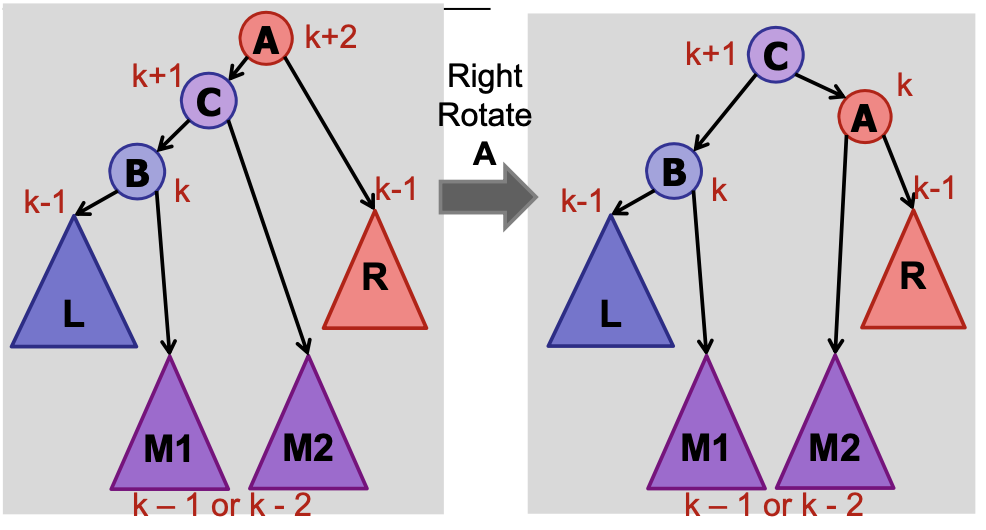 A k+2
k+1 C
B k
k-1
k-1
L
R
M1
M2
k – 1 or k - 2
Right
Rotate
A
k+1 C
k
A
B k
k-1
k-1
L
R
M1
M2
k – 1 or k - 2